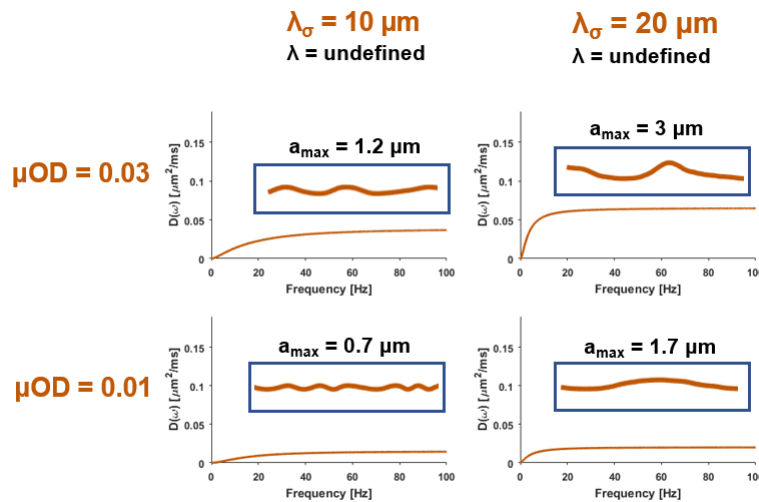 λσ = 10 µm
λ = undefined
λσ = 20 µm
λ = undefined
µOD = 0.03
D(ω) [µm²/ms]
0.15
0.1
0.05
0
amax = 1.2 µm
0 20 40 60 80 100
Frequency [Hz]
D(ω) [µm²/ms]
0.15
0.1
0.05
0
amax = 3 µm
0 20 40 60 80 100
Frequency [Hz]
µOD = 0.01
D(ω) [µm²/ms]
0.15
0.1
0.05
0
amax = 0.7 µm
0 20 40 60 80 100
Frequency [Hz]
D(ω) [µm²/ms]
0.15
0.1
0.05
0
amax = 1.7 µm
0 20 40 60 80 100
Frequency [Hz]